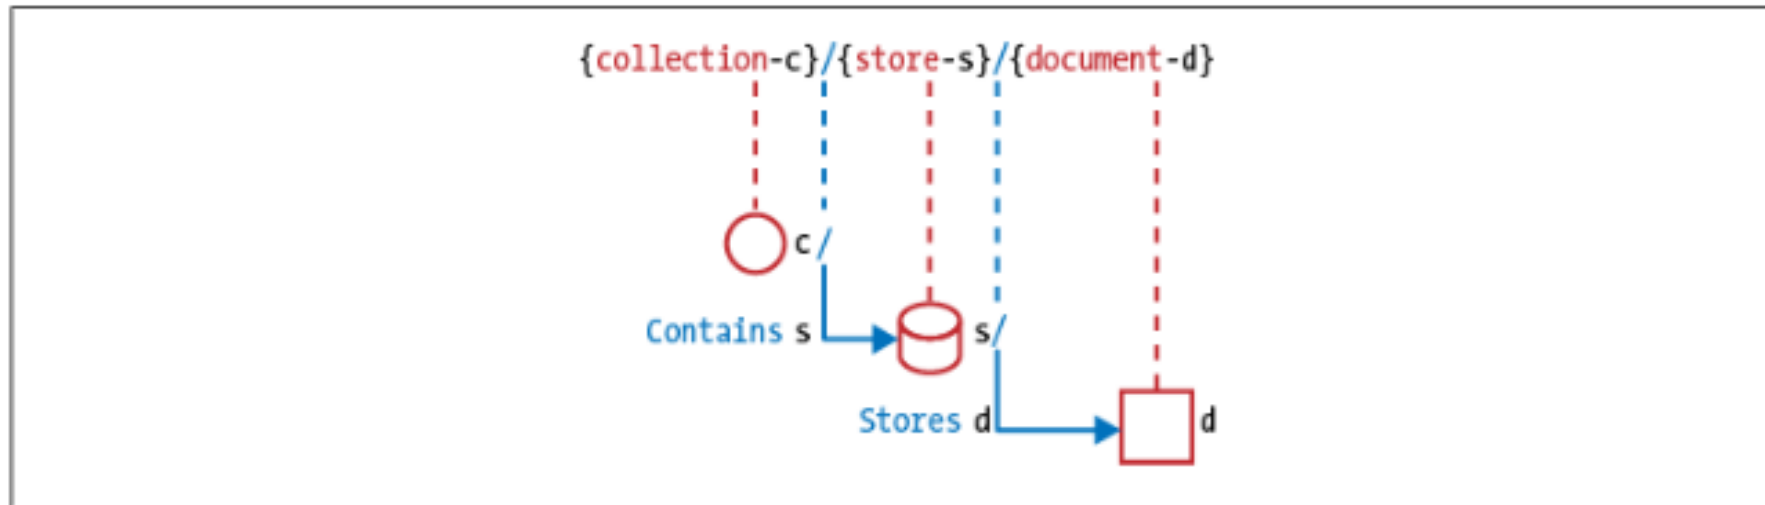 {collection-c}/{store-s}/{document-d}
c/
Contains s
s/
Stores d
d